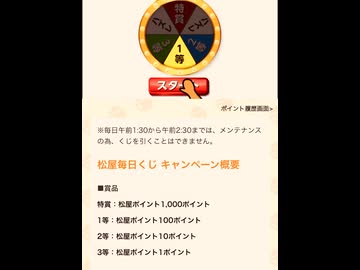 特賞
1等
スタート
ポイント履歴画面>
※毎日午前1:30から午前2:30までは、メンテナンス
の為、くじを引くことはできません。
松屋毎日くじ キャンペーン概要
■賞品
特賞：松屋ポイント1,000ポイント
1等：松屋ポイント100ポイント
2等：松屋ポイント10ポイント
3等：松屋ポイント1ポイント